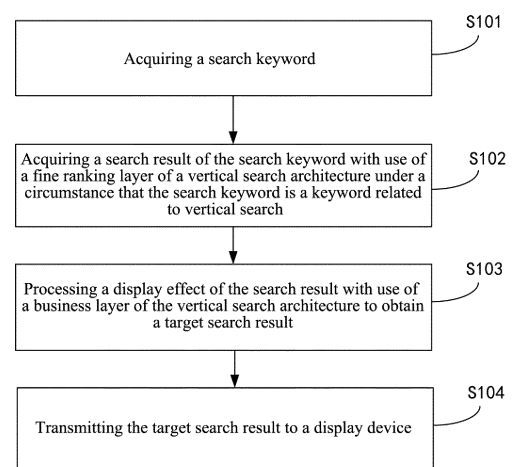 S101
Acquiring a search keyword
S102
Acquiring a search result of the search keyword with use of
a fine ranking layer of a vertical search architecture under a
circumstance that the search keyword is a keyword related
to vertical search
S103
Processing a display effect of the search result with use of
a business layer of the vertical search architecture to obtain
a target search result
S104
Transmitting the target search result to a display device